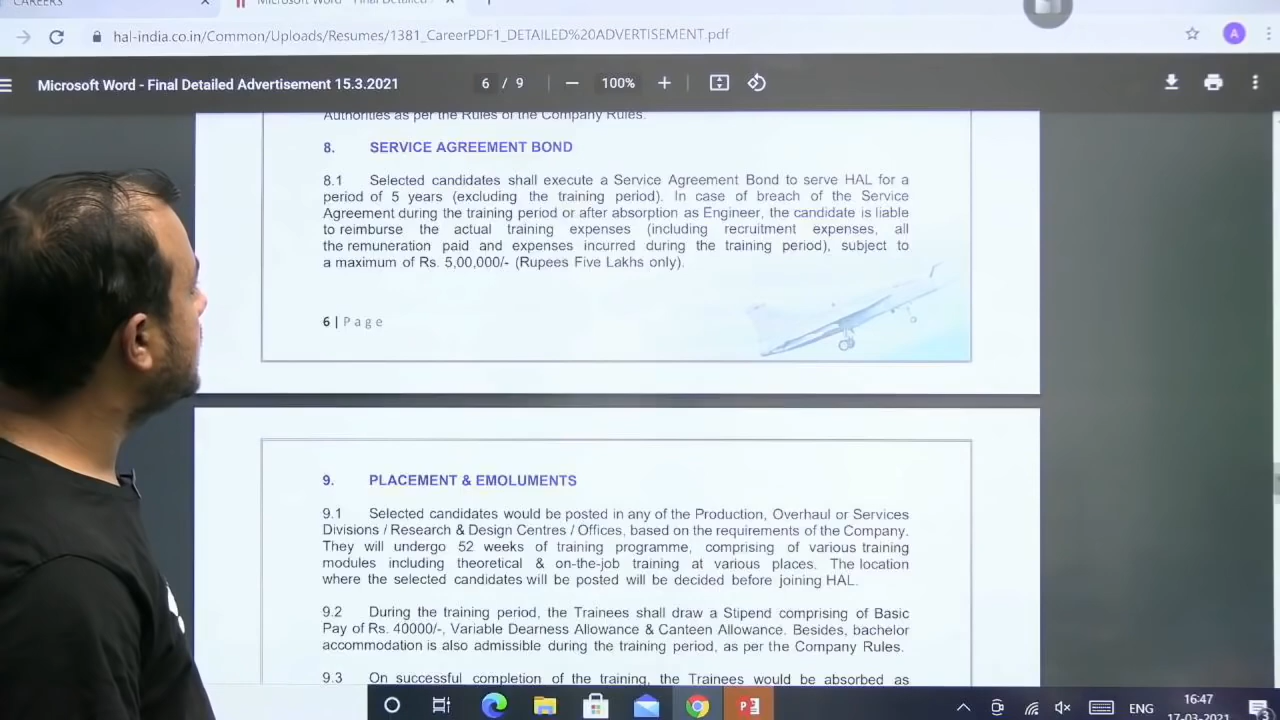 CAREERS
Microsoft Word - Final Detailed
hal-india.co.in/Common/Uploads/Resumes/1381_CareerPDF1_DETAILED%20ADVERTISEMENT.pdf
A
Microsoft Word - Final Detailed Advertisement 15.3.2021
6 / 9
100%
Authorities as per the Rules of the Company Rules.
8. SERVICE AGREEMENT BOND
8.1 Selected candidates shall execute a Service Agreement Bond to serve HAL for a
period of 5 years (excluding the training period). In case of breach of the Service
Agreement during the training period or after absorption as Engineer, the candidate is liable
to reimburse the actual training expenses (including recruitment expenses, all
the remuneration paid and expenses incurred during the training period), subject to
a maximum of Rs. 5,00,000/- (Rupees Five Lakhs only).
6 | Page
9. PLACEMENT & EMOLUMENTS
9.1 Selected candidates would be posted in any of the Production, Overhaul or Services
Divisions / Research & Design Centres / Offices, based on the requirements of the Company.
They will undergo 52 weeks of training programme, comprising of various training
modules including theoretical & on-the-job training at various places. The location
where the selected candidates will be posted will be decided before joining HAL.
9.2 During the training period, the Trainees shall draw a Stipend comprising of Basic
Pay of Rs. 40000/-, Variable Dearness Allowance & Canteen Allowance. Besides, bachelor
accommodation is also admissible during the training period, as per the Company Rules.
9.3 On successful completion of the training, the Trainees would be absorbed as
ENG
16:47
17-03-2021